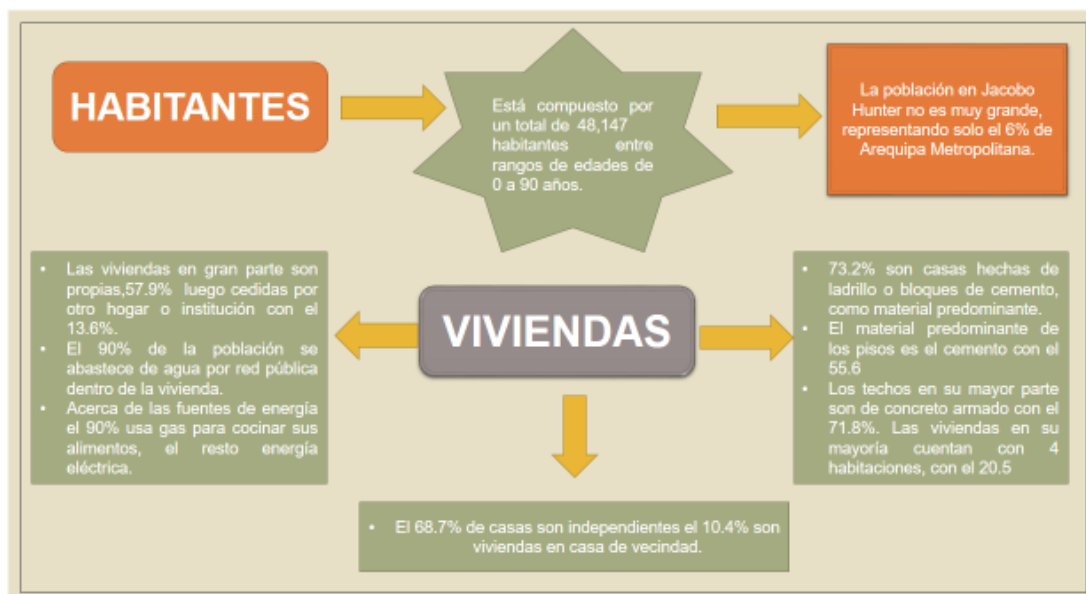 HABITANTES
Está compuesto por
un total de 48,147
habitantes entre
rangos de edades de
0 a 90 años.
La población en Jacobo
Hunter no es muy grande,
representando solo el 6% de
Arequipa Metropolitana.
• Las viviendas en gran parte son
propias,57.9% luego cedidas por
otro hogar o institución con el
13.6%.
• El 90% de la población se
abastece de agua por red pública
dentro de la vivienda.
• Acerca de las fuentes de energía
el 90% usa gas para cocinar sus
alimentos, el resto energía
eléctrica.
VIVIENDAS
• 73.2% son casas hechas de
ladrillo o bloques de cemento,
como material predominante.
• El material predominante de
los pisos es el cemento con el
55.6
• Los techos en su mayor parte
son de concreto armado con el
71.8%. Las viviendas en su
mayoría cuentan con 4
habitaciones, con el 20.5
• El 68.7% de casas son independientes el 10.4% son
viviendas en casa de vecindad.